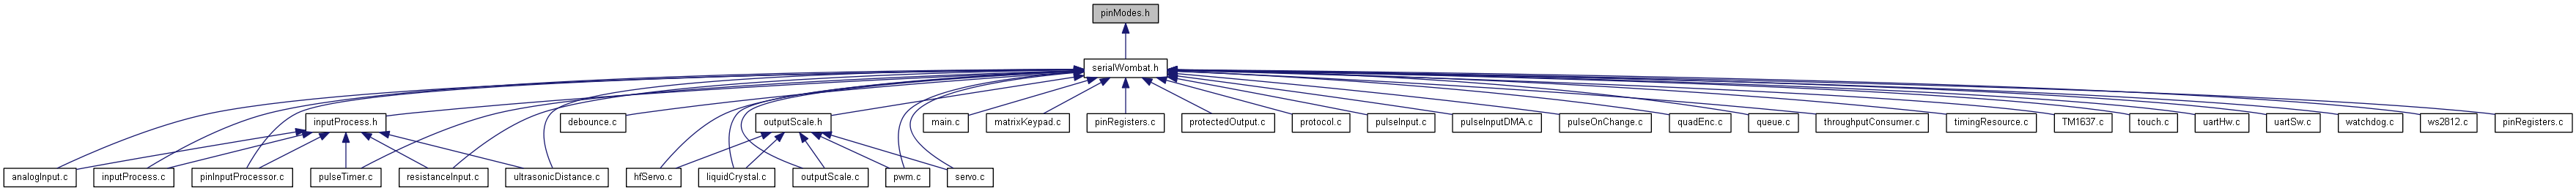 pinModes.h
serialWombat.h
inputProcess.h
debounce.c
outputScale.h
main.c
matrixKeypad.c
pinRegisters.c
protectedOutput.c
protocol.c
pulseInput.c
pulseInputDMA.c
pulseOnChange.c
quadEnc.c
queue.c
throughputConsumer.c
timingResource.c
TM1637.c
touch.c
uartHw.c
uartSw.c
watchdog.c
ws2812.c
pinRegisters.c
analogInput.c
inputProcess.c
pinInputProcessor.c
pulseTimer.c
resistanceInput.c
ultrasonicDistance.c
hfServo.c
liquidCrystal.c
outputScale.c
pwm.c
servo.c